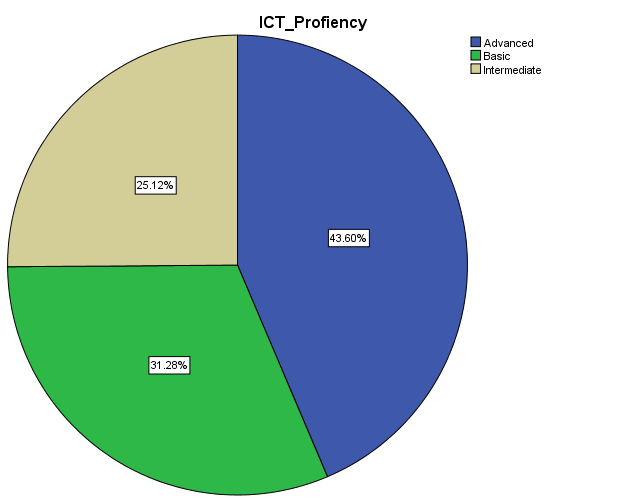 ICT_Profiency
Advanced
Basic
Intermediate
25.12%
43.60%
31.28%